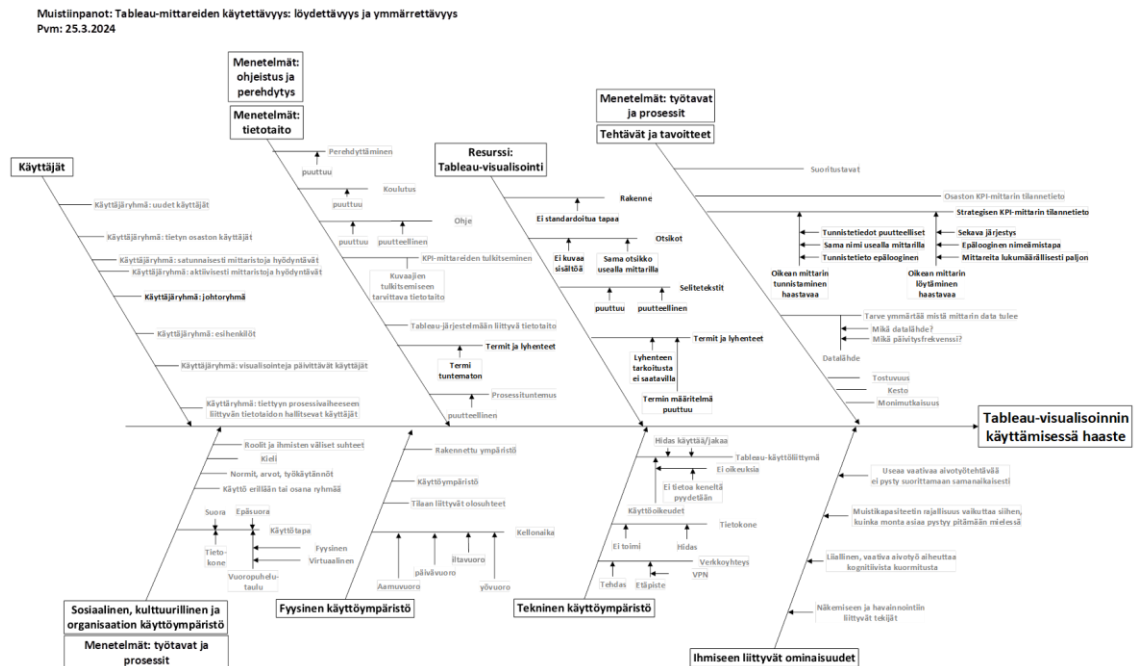 Muistiinpanot: Tableau-mittareiden käytettävyys: löydettävyys ja ymmärrettävyys
Pvm: 25.3.2024
Menetelmät:
ohjeistus ja
perehdytys
Menetelmät:
tietotaito
Menetelmät: työtavat
ja prosessit
Tehtävät ja tavoitteet
Käyttäjät
Resurssi:
Tableau-visualisointi
Käyttäjäryhmä: uudet käyttäjät
Käyttäjäryhmä: tietyn osaston käyttäjät
Käyttäjäryhmä: satunnaisesti mittaristoja hyödyntävät
Käyttäjäryhmä: aktiivisesti mittaristoja hyödyntävät
Käyttäjäryhmä: johtoryhmä
Käyttäjäryhmä: esihenkilöt
Käyttäjäryhmä: visualisointeja päivittävät käyttäjät
Käyttäryhmä: tiettyyn prosessivaiheeseen
liittyvän tietotaidon hallitsevat käyttäjät
Perehdyttäminen
puuttuu
Koulutus
puuttuu
Ohje
puuttuu
puutteellinen
KPI-mittareiden tulkitseminen
Kuvaajien
tulkitsemiseen
tarvittava tietotaito
Tableau-järjestelmään liittyvä tietotaito
Termit ja lyhenteet
Termi
tuntematon
Prosessituntemus
puutteellinen
Rakenne
Ei standardoitua tapaa
Otsikot
Ei kuvaa
sisältöä
Sama otsikko
usealla mittarilla
Selitetekstit
puuttuu
puutteellinen
Termit ja lyhenteet
Lyhenteen
tarkoitusta
ei saatavilla
Termin määritelmä
puuttuu
Suoritustavat
Osaston KPI-mittarin tilannetieto
Strategisen KPI-mittarin tilannetieto
Tunnistetiedot puutteelliset
Sama nimi usealla mittarilla
Tunnistetieto epälooginen
Oikean mittarin
tunnistaminen
haastavaa
Sekava järjestys
Epälooginen nimeämistapa
Mittareita lukumäärällisesti paljon
Oikean mittarin
löytäminen
haastavaa
Tarve ymmärtää mistä mittarin data tulee
Mikä datalähde?
Mikä päivitysfrekvenssi?
Datalähde
Tostuvuus
Kesto
Monimutkaisuus
Tableau-visualisoinnin
käyttämisessä haaste
Roolit ja ihmisten väliset suhteet
Kieli
Normit, arvot, työkäytännöt
Käyttö erillään tai osana ryhmää
Suora
Epäsuora
Käyttötapa
Tieto-
kone
Fyysinen
Virtuaalinen
Vuoropuhelu-
taulu
Sosiaalinen, kulttuurillinen ja
organisaation käyttöympäristö
Menetelmät: työtavat ja
prosessit
Rakennettu ympäristö
Käyttöympäristö
Tilaan liittyvät olosuhteet
Kellonaika
Aamuvuoro
päivävuoro
iltavuoro
yövuoro
Fyysinen käyttöympäristö
Hidas käyttää/jakaa
Tableau-käyttöliittymä
Ei oikeuksia
Ei tietoa keneltä
pyydetään
Käyttöoikeudet
Tietokone
Ei toimi
Hidas
Verkkoyhteys
VPN
Tehdas
Etäpiste
Tekninen käyttöympäristö
Useaa vaativaa aivotyötehtävää
ei pysty suorittamaan samanaikaisesti
Muistikapasiteetin rajallisuus vaikuttaa siihen,
kuinka monta asiaa pystyy pitämään mielessä
Liiallinen, vaativa aivotyö aiheuttaa
kognitiivista kuormitusta
Näkemiseen ja havainnointiin
liittyvät tekijät
Ihmiseen liittyvät ominaisuudet